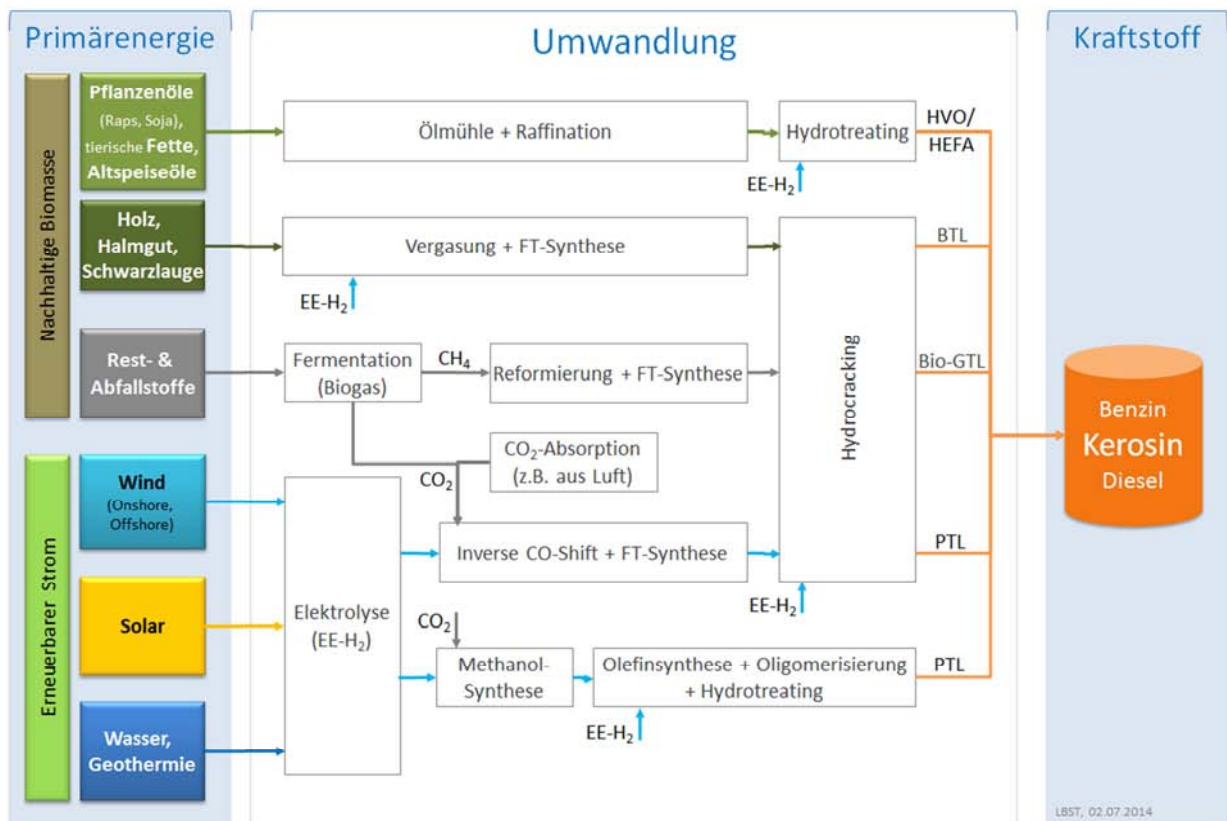 Primärenergie
Umwandlung
Kraftstoff
Nachhaltige Biomasse
Pflanzenöle
(Raps, Soja),
tierische Fette,
Altspeiseöle
Ölmühle + Raffination
Hydrotreating
HVO/
HEFA
EE-H₂
Holz,
Halmgut,
Schwarzlauge
Vergasung + FT-Synthese
BTL
EE-H₂
Rest- &
Abfallstoffe
Fermentation
(Biogas)
CH₄
Reformierung + FT-Synthese
Hydrocracking
Bio-GTL
CO₂-Absorption
(z.B. aus Luft)
CO₂
Erneuerbarer Strom
Wind
(Onshore,
Offshore)
Inverse CO-Shift + FT-Synthese
PTL
EE-H₂
Solar
Elektrolyse
(EE-H₂)
CO₂
Methanol-
Synthese
Olefinsynthese + Oligomerisierung
+ Hydrotreating
PTL
EE-H₂
Wasser,
Geothermie
Benzin
Kerosin
Diesel
LBST, 02.07.2014